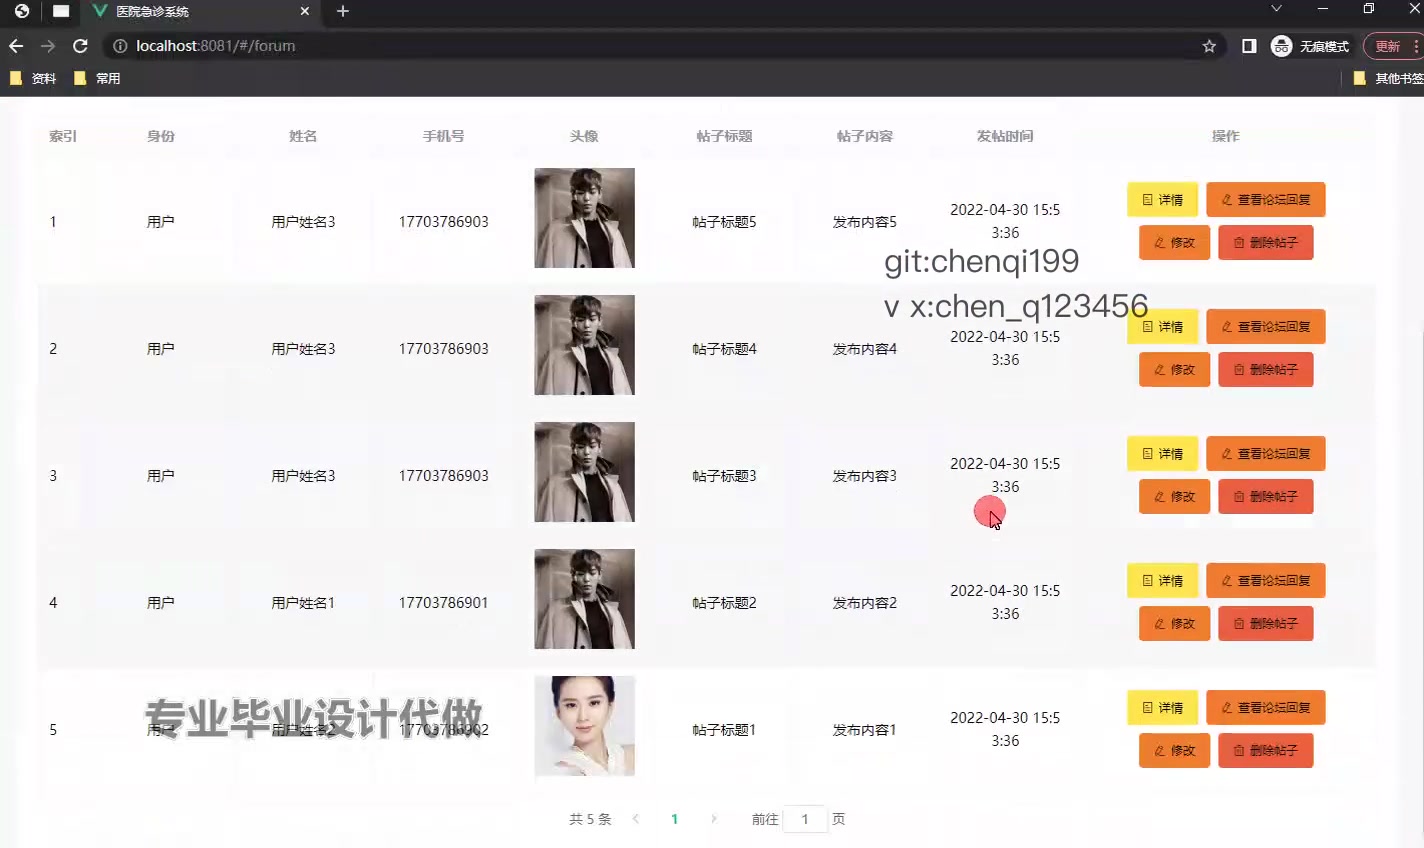 医院急诊系统
localhost:8081/#/forum
无痕模式
更新
资料
常用
其他书签
索引 身份 姓名 手机号 头像 帖子标题 帖子内容 发帖时间 操作
1 用户 用户姓名3 17703786903 帖子标题5 发布内容5 2022-04-30 15:5
3:36
详情 查看论坛回复
修改 删除帖子
git:chenqi199
v x:chen_q123456
2 用户 用户姓名3 17703786903 帖子标题4 发布内容4 2022-04-30 15:5
3:36
详情 查看论坛回复
修改 删除帖子
3 用户 用户姓名3 17703786903 帖子标题3 发布内容3 2022-04-30 15:5
3:36
详情 查看论坛回复
修改 删除帖子
4 用户 用户姓名1 17703786901 帖子标题2 发布内容2 2022-04-30 15:5
3:36
详情 查看论坛回复
修改 删除帖子
专业毕业设计代做
5 用户 用户姓名2 17703786902 帖子标题1 发布内容1 2022-04-30 15:5
3:36
详情 查看论坛回复
修改 删除帖子
共 5 条 1 前往 1 页